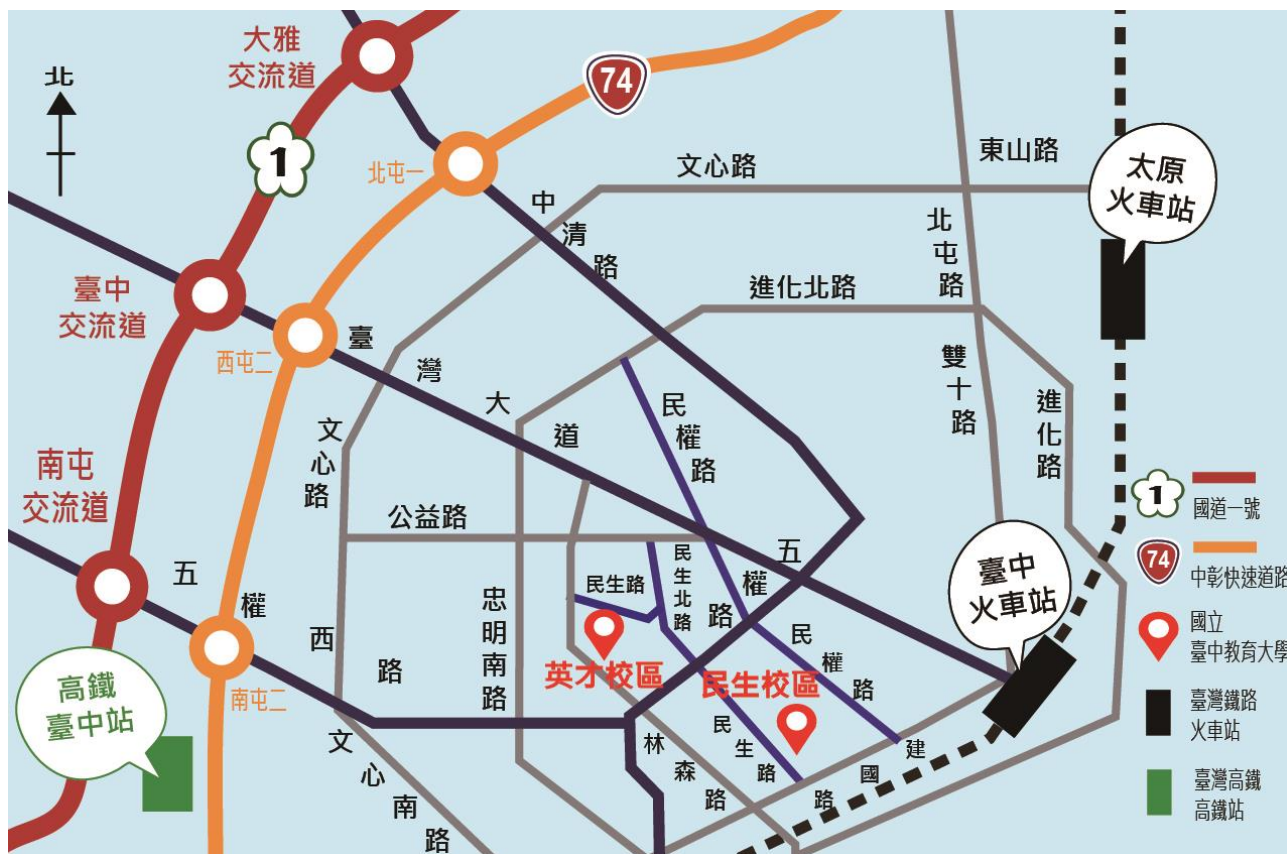 大雅
交流道
北
74
1
北屯一
文心路
東山路
太原
火車站
中清路
北屯路
臺中
交流道
西屯二
臺灣大道
進化北路
雙十路
進化路
民權路
文心路
南屯
交流道
公益路
五權西路
忠明南路
民生路
民生北路
五權路
民權路
臺中
火車站
英才校區
民生校區
高鐵
臺中站
南屯二
文心南路
林森路
民生路
建國路
1
國道一號
74
中彰快速道路
國立
臺中教育大學
臺灣鐵路
火車站
臺灣高鐵
高鐵站